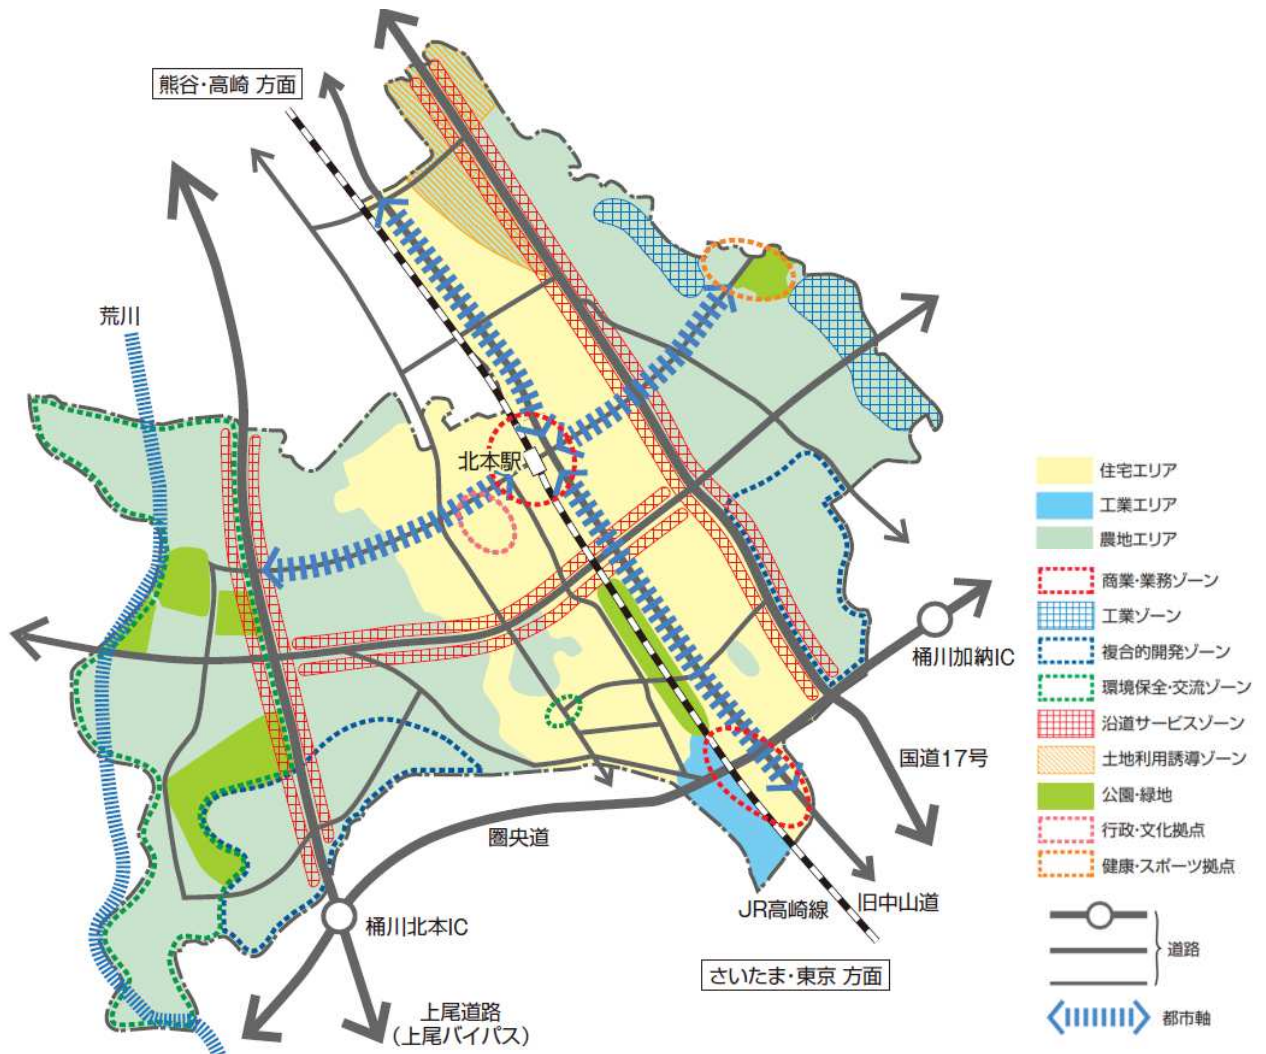 熊谷・高崎 方面
荒川
北本駅
桶川加納IC
国道17号
圏央道
JR高崎線
旧中山道
桶川北本IC
さいたま・東京 方面
上尾道路
(上尾バイパス)
住宅エリア
工業エリア
農地エリア
商業・業務ゾーン
工業ゾーン
複合的開発ゾーン
環境保全・交流ゾーン
沿道サービスゾーン
土地利用誘導ゾーン
公園・緑地
行政・文化拠点
健康・スポーツ拠点
道路
都市軸